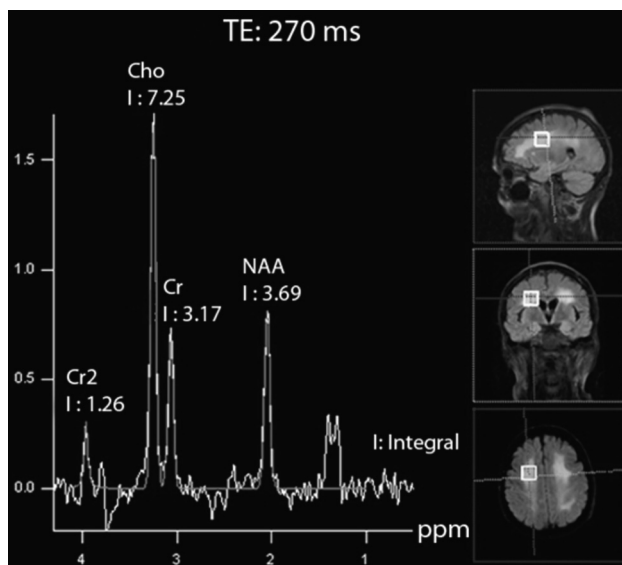 TE: 270 ms
Cho
I : 7.25
1.5
1.0
Cr
I : 3.17
NAA
I : 3.69
0.5
Cr2
I : 1.26
I: Integral
0.0
ppm
4 3 2 1